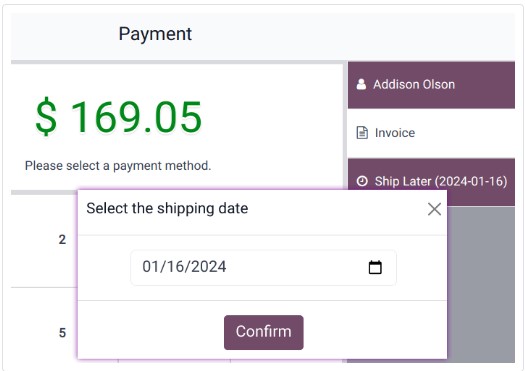 Payment
$ 169.05
Please select a payment method.
Addison Olson
Invoice
Ship Later (2024-01-16)
Select the shipping date
01/16/2024
Confirm
2
5